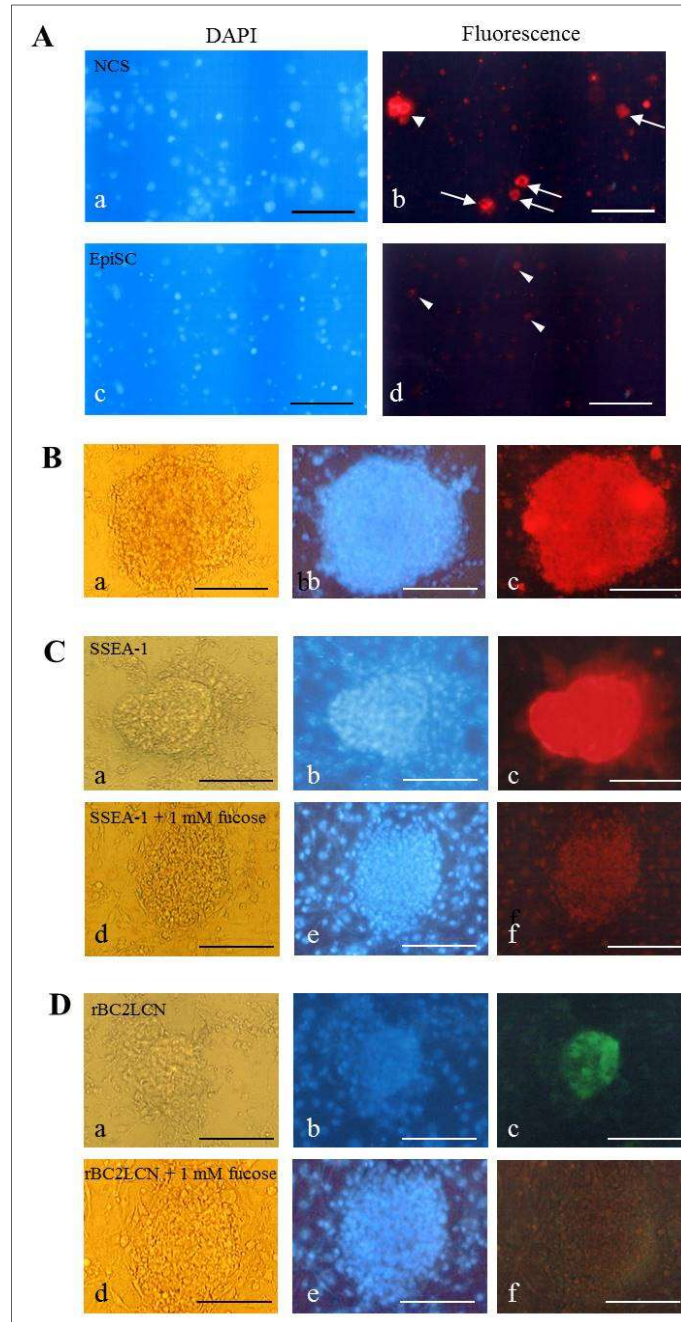 A
DAPI Fluorescence
NCS
a b
EpiSC
c d
B
a b b c
C
SSEA-1
a b c
SSEA-1 + 1 mM fucose
d e f f
D
rBC2LCN
a b c
rBC2LCN + 1 mM fucose
d e f